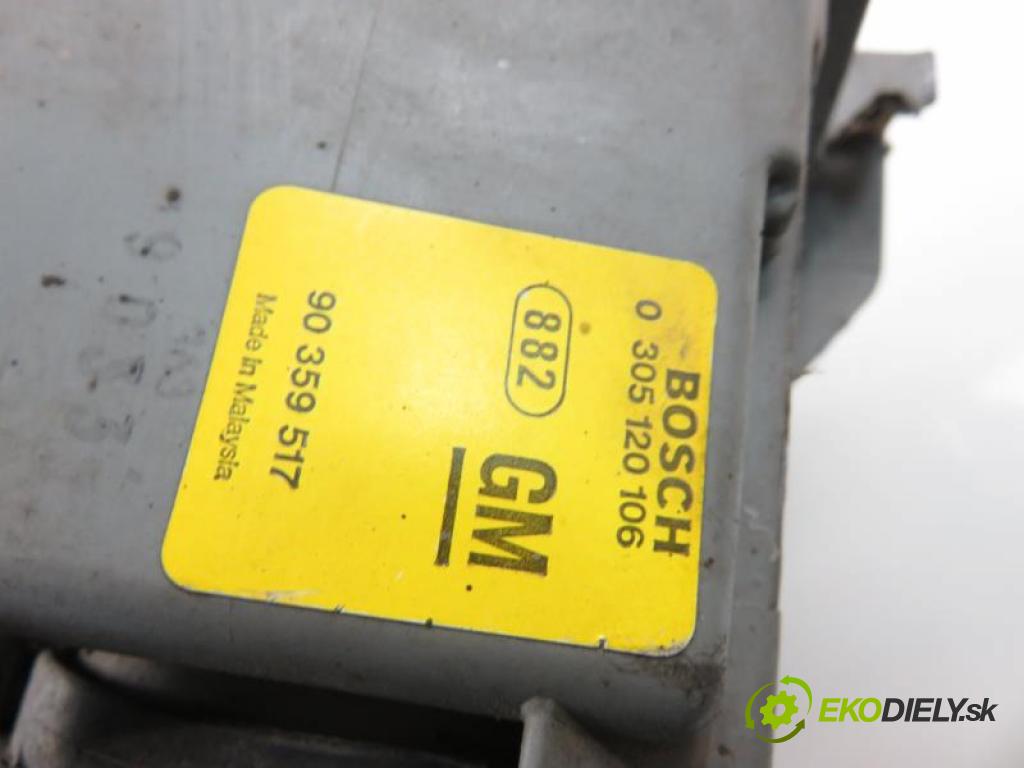 BOSCH
0 305 120 106
882
GM
90 359 517
Made in Malaysia
EKODIELY.sk